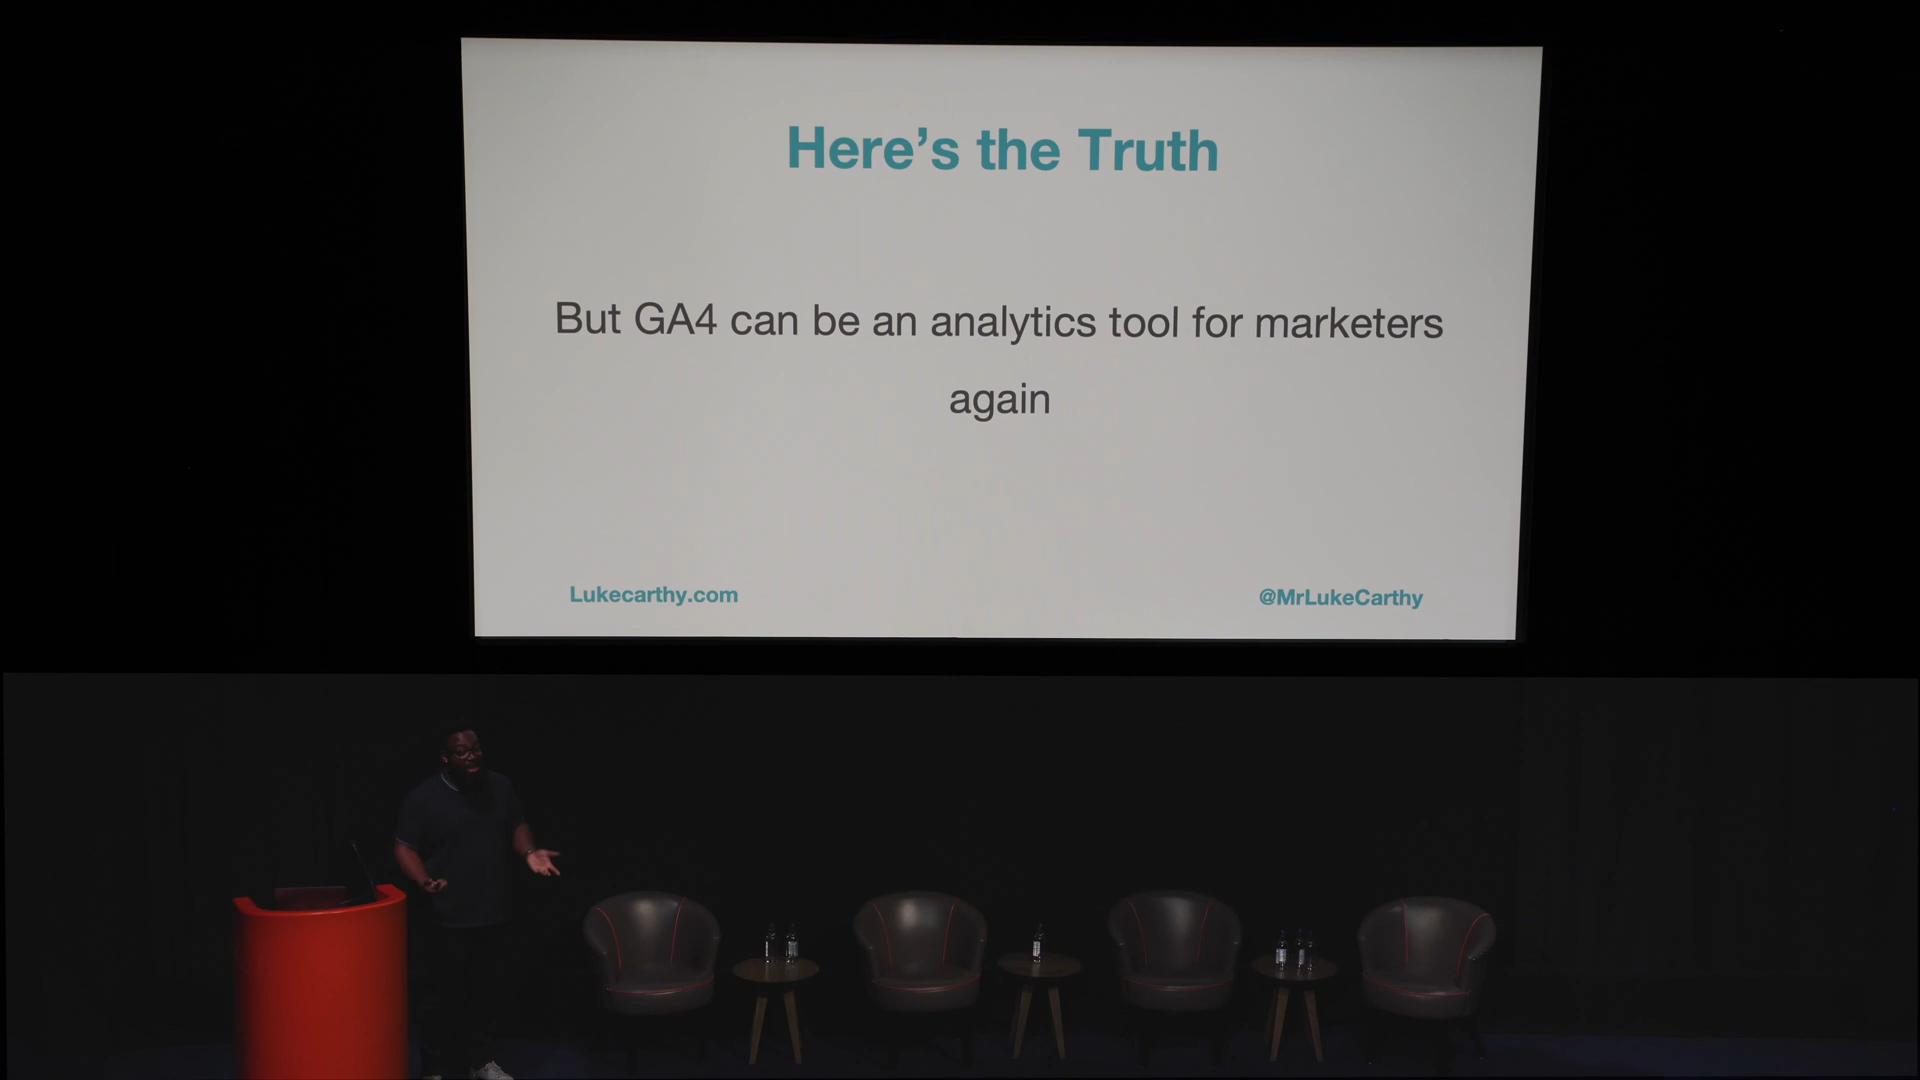 Here’s the Truth
But GA4 can be an analytics tool for marketers
again
Lukecarthy.com
@MrLukeCarthy